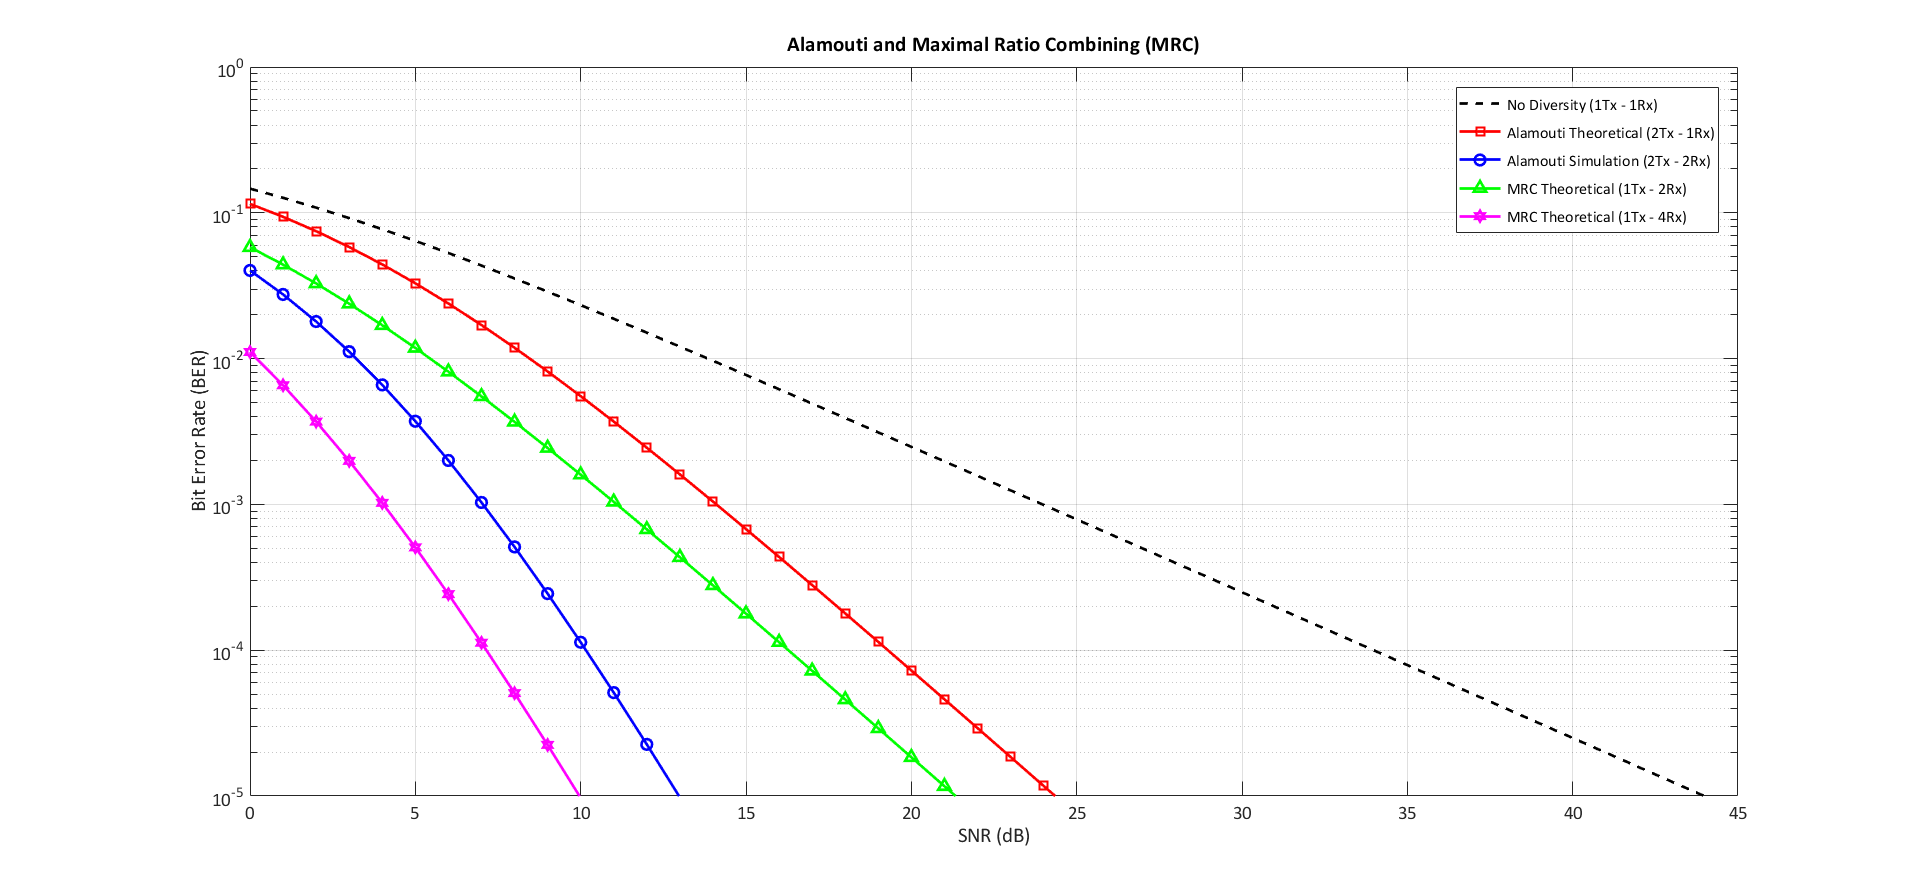 Alamouti and Maximal Ratio Combining (MRC)
10^0
10^-1
10^-2
10^-3
10^-4
10^-5
Bit Error Rate (BER)
No Diversity (1Tx - 1Rx)
Alamouti Theoretical (2Tx - 1Rx)
Alamouti Simulation (2Tx - 2Rx)
MRC Theoretical (1Tx - 2Rx)
MRC Theoretical (1Tx - 4Rx)
0 5 10 15 20 25 30 35 40 45
SNR (dB)